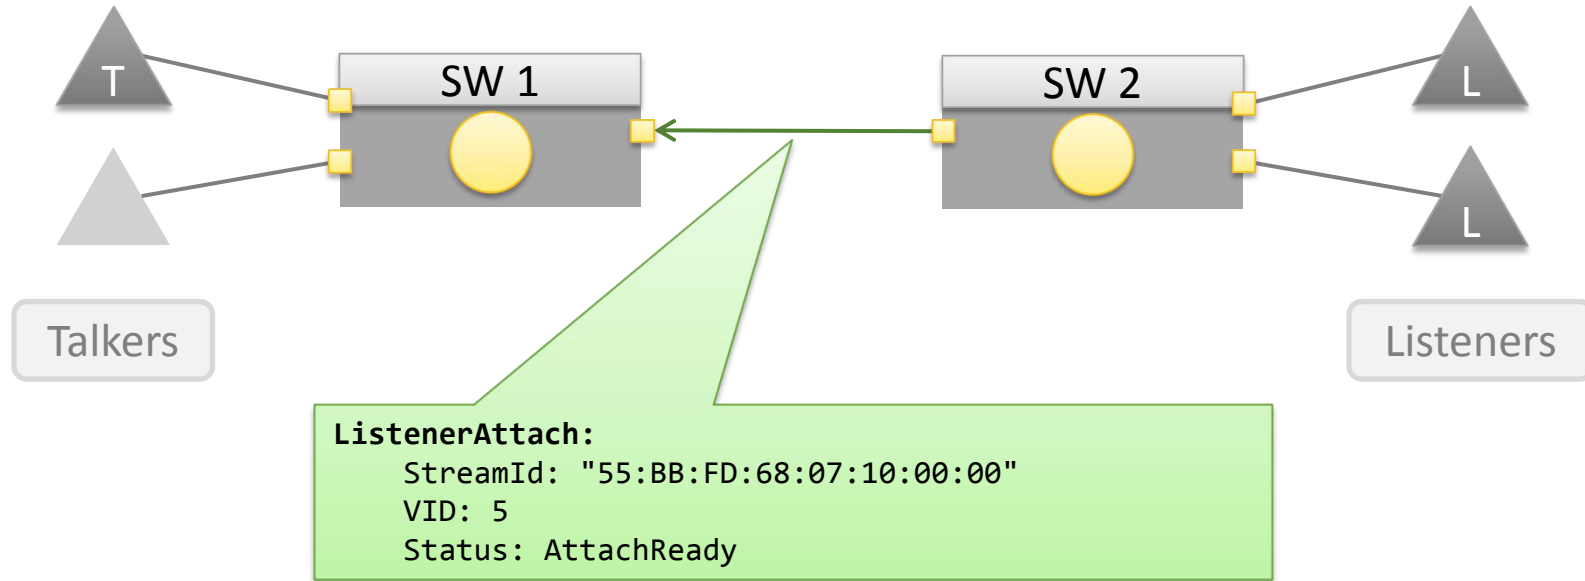 T
SW 1
SW 2
L
L
Talkers
Listeners
ListenerAttach:
StreamId: "55:BB:FD:68:07:10:00:00"
VID: 5
Status: AttachReady